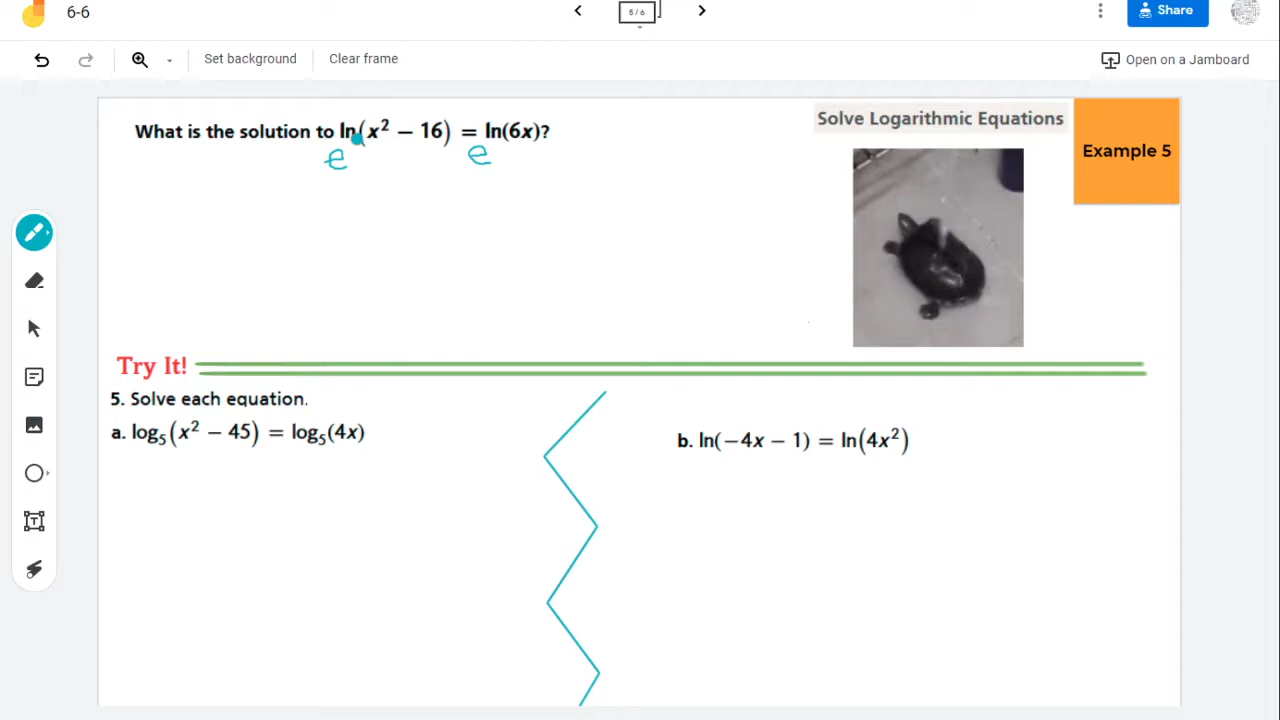 6-6
5 / 6
Share
Set background
Clear frame
Open on a Jamboard
What is the solution to ln(x² − 16) = ln(6x)?
e e
Solve Logarithmic Equations
Example 5
Try It!
5. Solve each equation.
a. log₅(x² − 45) = log₅(4x)
b. ln(−4x − 1) = ln(4x²)
T